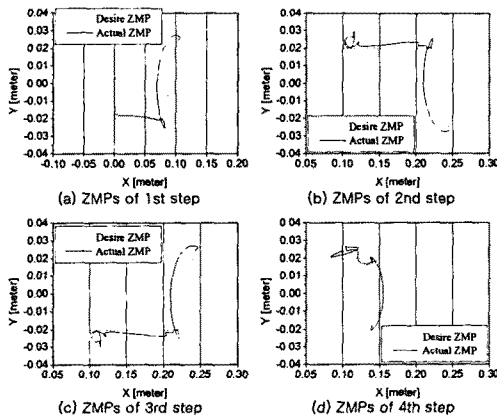 0.04
0.03
0.02
0.01
0.00
-0.01
-0.02
-0.03
-0.04
Y [meter]
Desire ZMP
Actual ZMP
-0.10 -0.05 0.00 0.05 0.10 0.15 0.20
X [meter]
(a) ZMPs of 1st step
0.04
0.03
0.02
0.01
0.00
-0.01
-0.02
-0.03
-0.04
Y [meter]
Desire ZMP
Actual ZMP
0.05 0.10 0.15 0.20 0.25 0.30
X [meter]
(b) ZMPs of 2nd step
0.04
0.03
0.02
0.01
0.00
-0.01
-0.02
-0.03
-0.04
Y [meter]
Desire ZMP
Actual ZMP
0.05 0.10 0.15 0.20 0.25 0.30
X [meter]
(c) ZMPs of 3rd step
0.04
0.03
0.02
0.01
0.00
-0.01
-0.02
-0.03
-0.04
Y [meter]
Desire ZMP
Actual ZMP
0.05 0.10 0.15 0.20 0.25 0.30
X [meter]
(d) ZMPs of 4th step